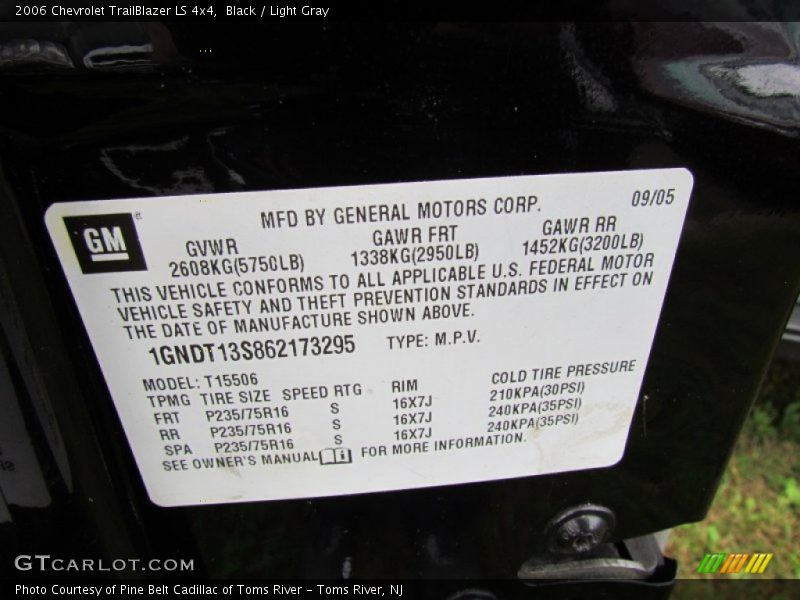 2006 Chevrolet TrailBlazer LS 4x4, Black / Light Gray
MFD BY GENERAL MOTORS CORP. 09/05
GM
GVWR GAWR FRT GAWR RR
2608KG(5750LB) 1338KG(2950LB) 1452KG(3200LB)
THIS VEHICLE CONFORMS TO ALL APPLICABLE U.S. FEDERAL MOTOR
VEHICLE SAFETY AND THEFT PREVENTION STANDARDS IN EFFECT ON
THE DATE OF MANUFACTURE SHOWN ABOVE.
1GNDT13S862173295 TYPE: M.P.V.
MODEL: T15506
TPMG TIRE SIZE SPEED RTG RIM COLD TIRE PRESSURE
FRT P235/75R16 S 16X7J 210KPA(30PSI)
RR P235/75R16 S 16X7J 240KPA(35PSI)
SPA P235/75R16 S 16X7J 240KPA(35PSI)
SEE OWNER'S MANUAL FOR MORE INFORMATION.
GTCARLOT.COM
Photo Courtesy of Pine Belt Cadillac of Toms River – Toms River, NJ